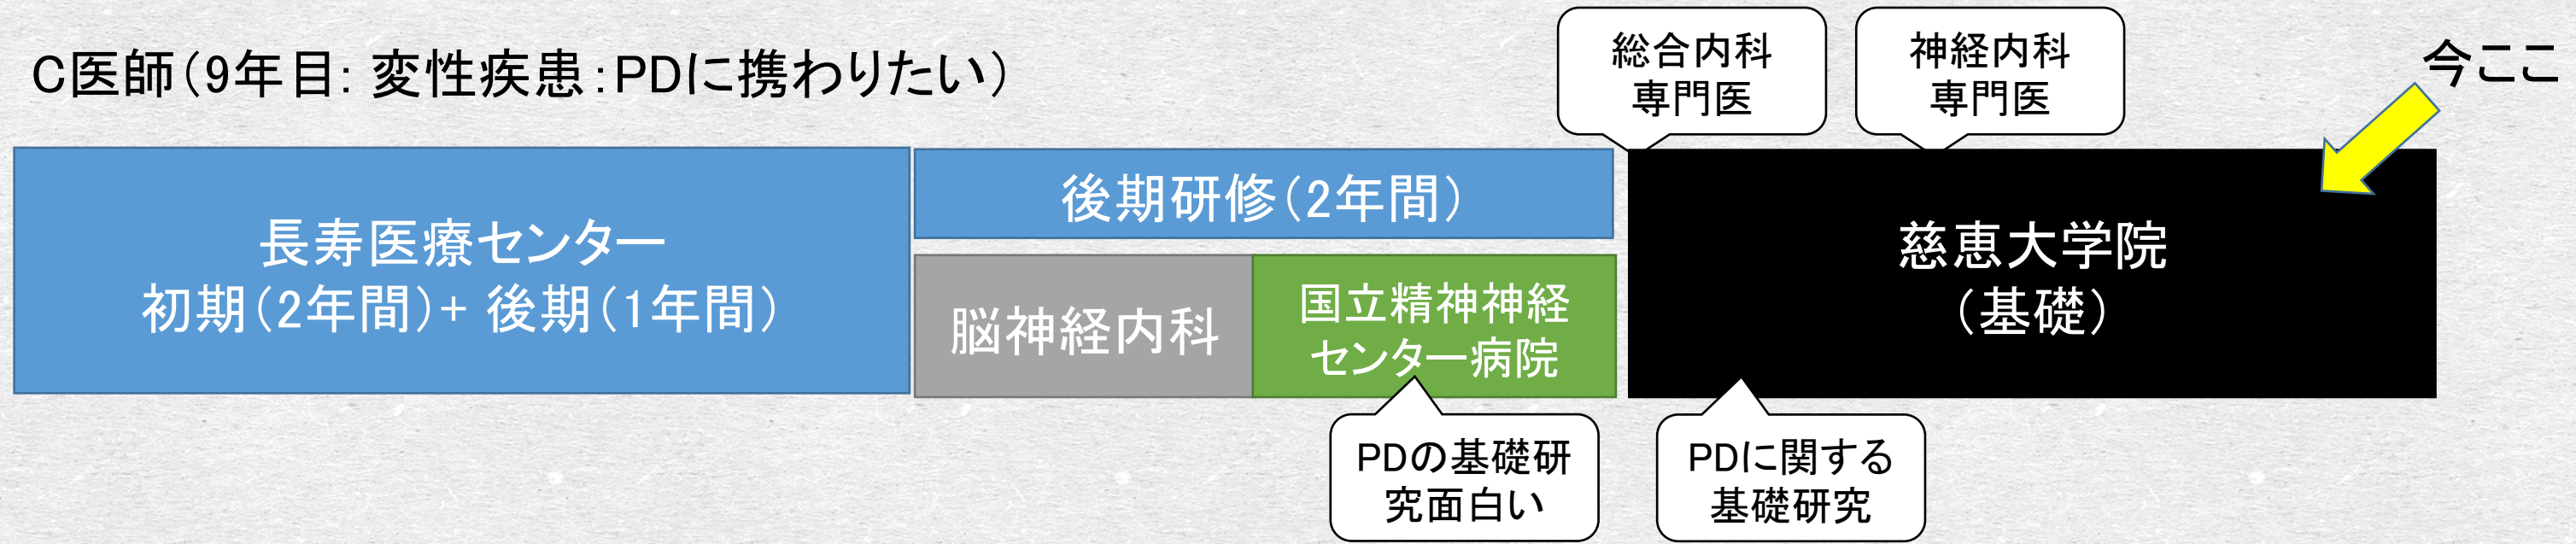 C医師（9年目：変性疾患：PDに携わりたい）
総合内科
専門医
神経内科
専門医
今ここ
長寿医療センター
初期（2年間）+ 後期（1年間）
後期研修（2年間）
脳神経内科
国立精神神経
センター病院
慈恵大学院
（基礎）
PDの基礎研
究面白い
PDに関する
基礎研究